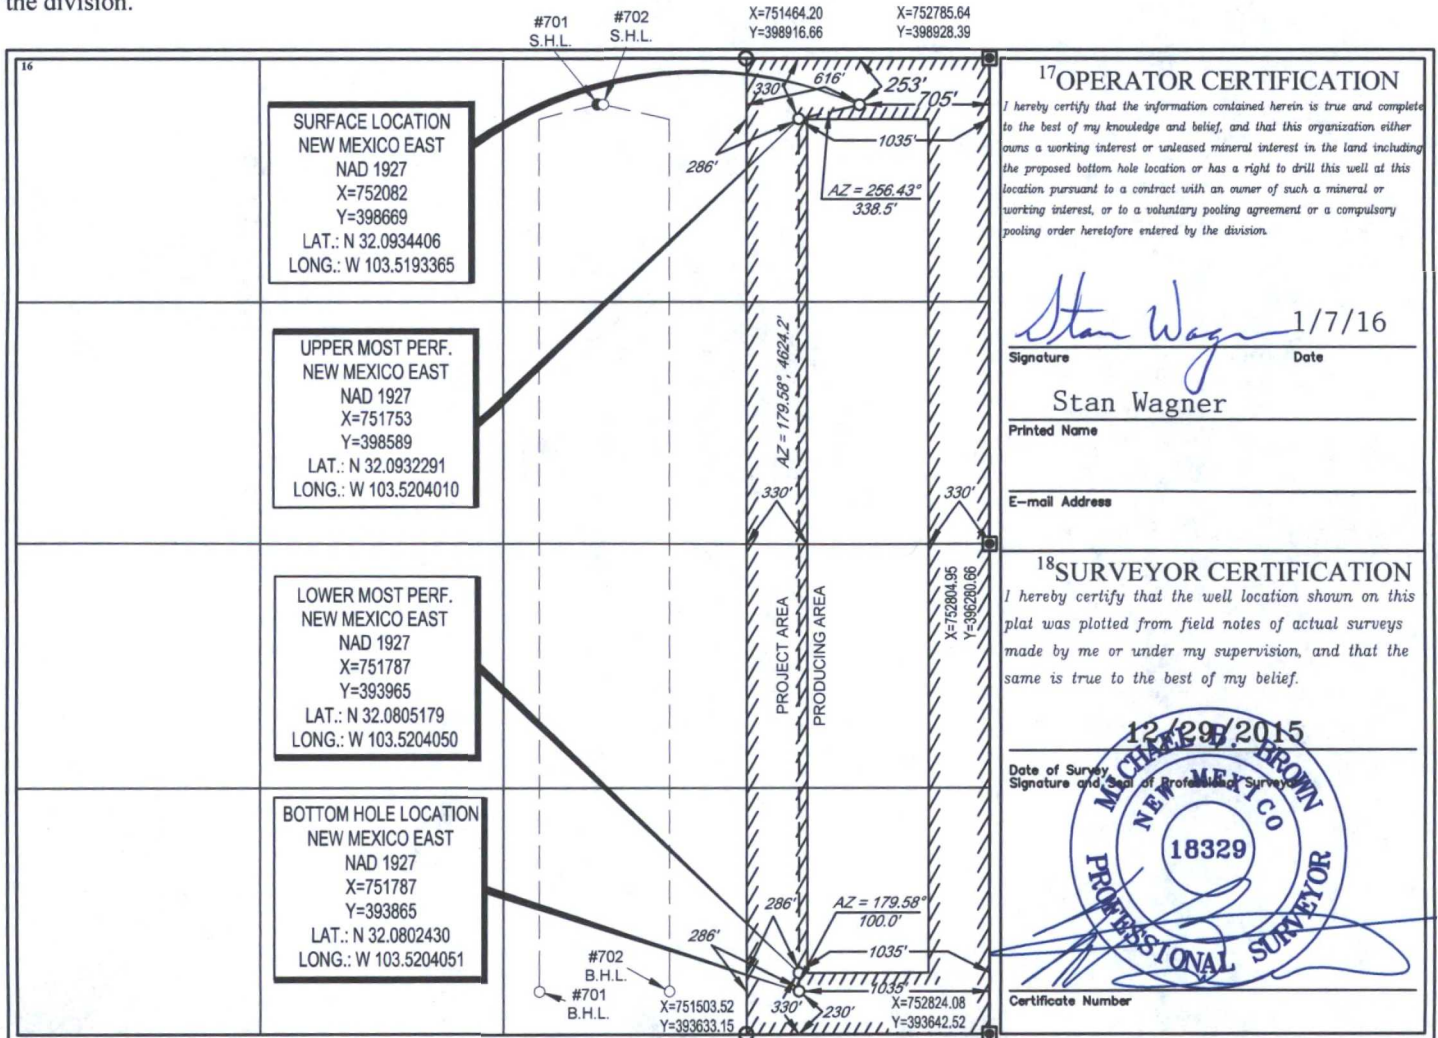 the division.
#701
S.H.L.
#702
S.H.L.
X=751464.20
Y=398916.66
X=752785.64
Y=398928.39
16
SURFACE LOCATION
NEW MEXICO EAST
NAD 1927
X=752082
Y=398669
LAT.: N 32.0934406
LONG.: W 103.5193365
UPPER MOST PERF.
NEW MEXICO EAST
NAD 1927
X=751753
Y=398589
LAT.: N 32.0932291
LONG.: W 103.5204010
LOWER MOST PERF.
NEW MEXICO EAST
NAD 1927
X=751787
Y=393965
LAT.: N 32.0805179
LONG.: W 103.5204050
BOTTOM HOLE LOCATION
NEW MEXICO EAST
NAD 1927
X=751787
Y=393865
LAT.: N 32.0802430
LONG.: W 103.5204051
330'
616'
253'
705'
1035'
286'
AZ = 256.43°
338.5'
AZ = 179.58°, 4624.2'
330'
330'
PROJECT AREA
PRODUCING AREA
X=752804.95
Y=396280.66
286'
AZ = 179.58°
100.0'
286'
1035'
1035'
#702
B.H.L.
#701
B.H.L.
X=751503.52
Y=393633.15
330'
230'
X=752824.08
Y=393642.52
17 OPERATOR CERTIFICATION
I hereby certify that the information contained herein is true and complete
to the best of my knowledge and belief, and that this organization either
owns a working interest or unleased mineral interest in the land including
the proposed bottom hole location or has a right to drill this well at this
location pursuant to a contract with an owner of such a mineral or
working interest, or to a voluntary pooling agreement or a compulsory
pooling order heretofore entered by the division.
Stan Wagner 1/7/16
Signature Date
Stan Wagner
Printed Name
E-mail Address
18 SURVEYOR CERTIFICATION
I hereby certify that the well location shown on this
plat was plotted from field notes of actual surveys
made by me or under my supervision, and that the
same is true to the best of my belief.
12/29/2015
Date of Survey
Signature and Seal of Professional Surveyor
MICHAEL B. BROWN
NEW MEXICO
18329
PROFESSIONAL SURVEYOR
Certificate Number